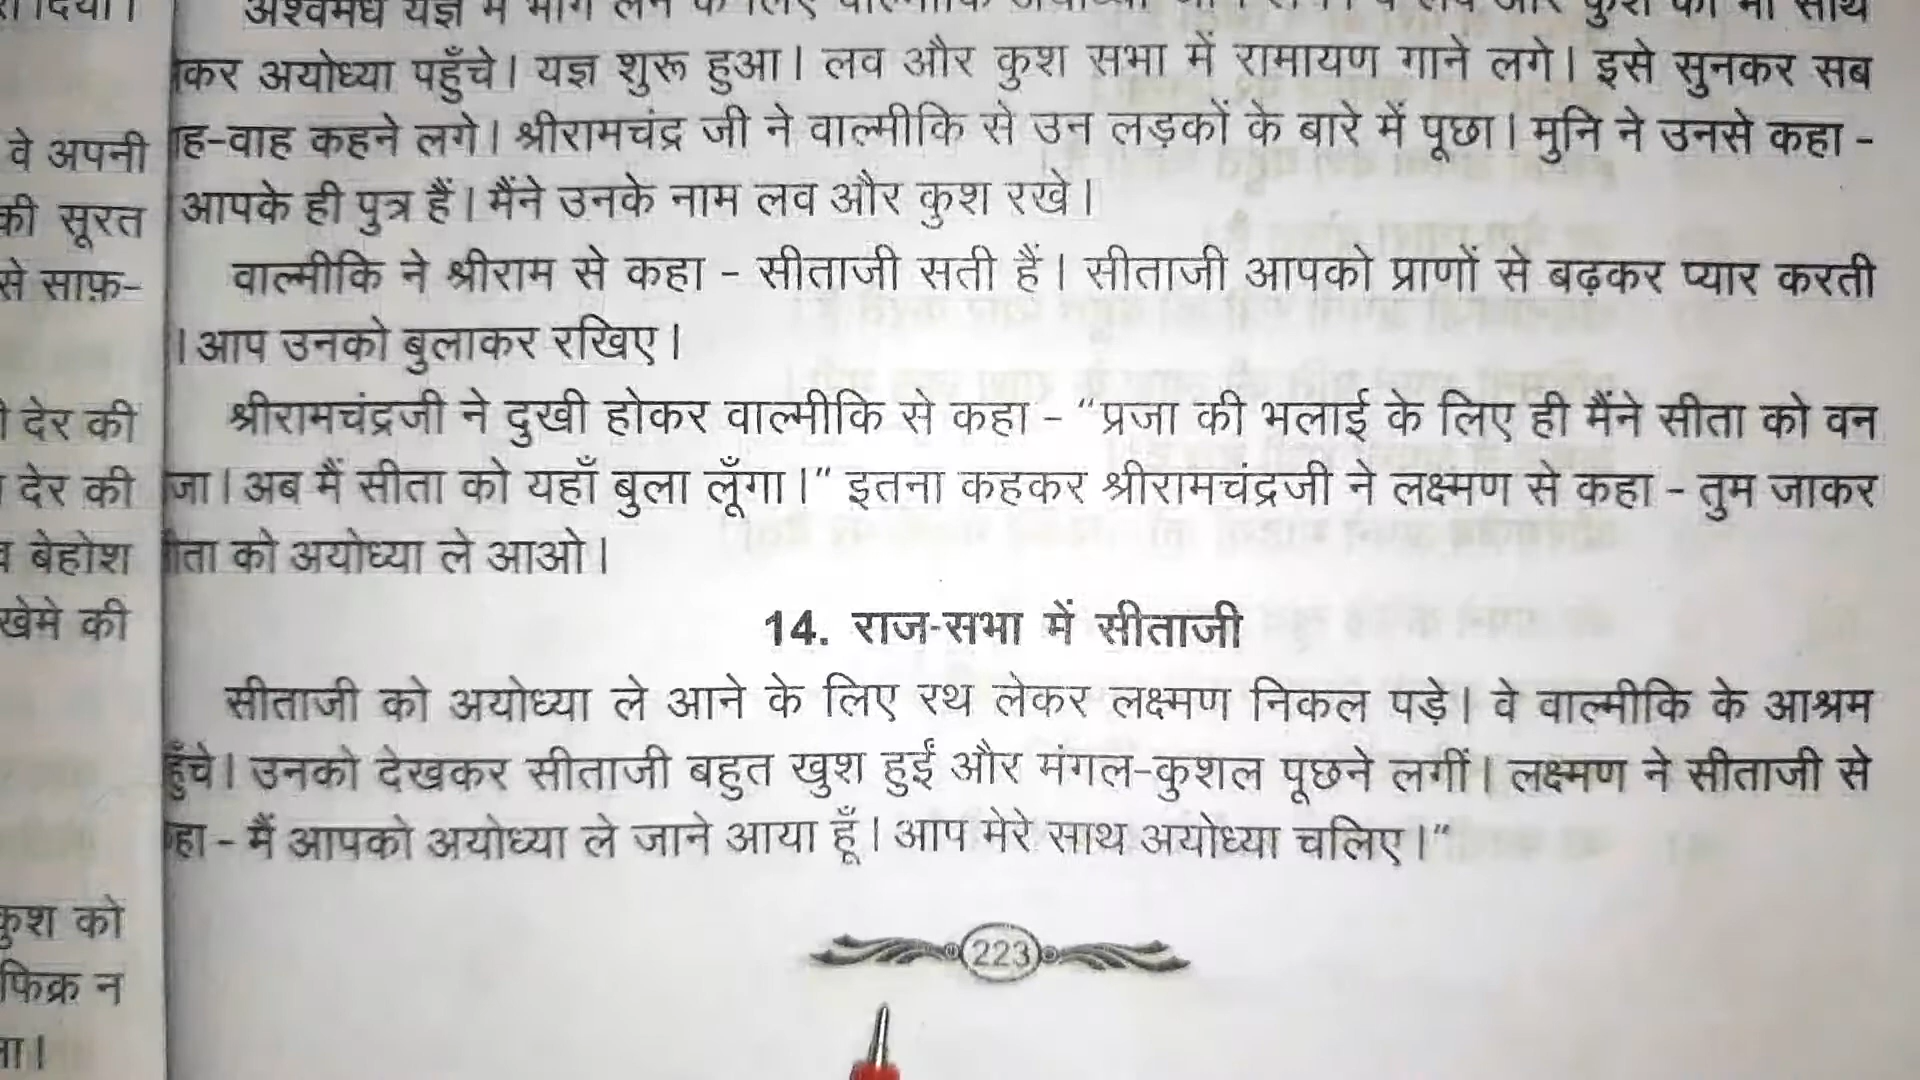 दिया।
वे अपनी
की सूरत
से साफ़-
देर की
देर की
बेहोश
खेमे की
कुश को
फिक्र न
अश्वमेध यज्ञ में भाग लेने के लिए वाल्मीकि अयोध्या लव और कुश को भी साथ
कर अयोध्या पहुँचे। यज्ञ शुरू हुआ। लव और कुश सभा में रामायण गाने लगे। इसे सुनकर सब
ह-वाह कहने लगे। श्रीरामचंद्र जी ने वाल्मीकि से उन लड़कों के बारे में पूछा। मुनि ने उनसे कहा -
आपके ही पुत्र हैं। मैंने उनके नाम लव और कुश रखे।
वाल्मीकि ने श्रीराम से कहा - सीताजी सती हैं। सीताजी आपको प्राणों से बढ़कर प्यार करती
। आप उनको बुलाकर रखिए।
श्रीरामचंद्रजी ने दुखी होकर वाल्मीकि से कहा - “प्रजा की भलाई के लिए ही मैंने सीता को वन
जा। अब मैं सीता को यहाँ बुला लूँगा।” इतना कहकर श्रीरामचंद्रजी ने लक्ष्मण से कहा - तुम जाकर
ता को अयोध्या ले आओ।
14. राज-सभा में सीताजी
सीताजी को अयोध्या ले आने के लिए रथ लेकर लक्ष्मण निकल पड़े। वे वाल्मीकि के आश्रम
हुँचे। उनको देखकर सीताजी बहुत खुश हुईं और मंगल-कुशल पूछने लगीं। लक्ष्मण ने सीताजी से
हा - मैं आपको अयोध्या ले जाने आया हूँ। आप मेरे साथ अयोध्या चलिए।”
223